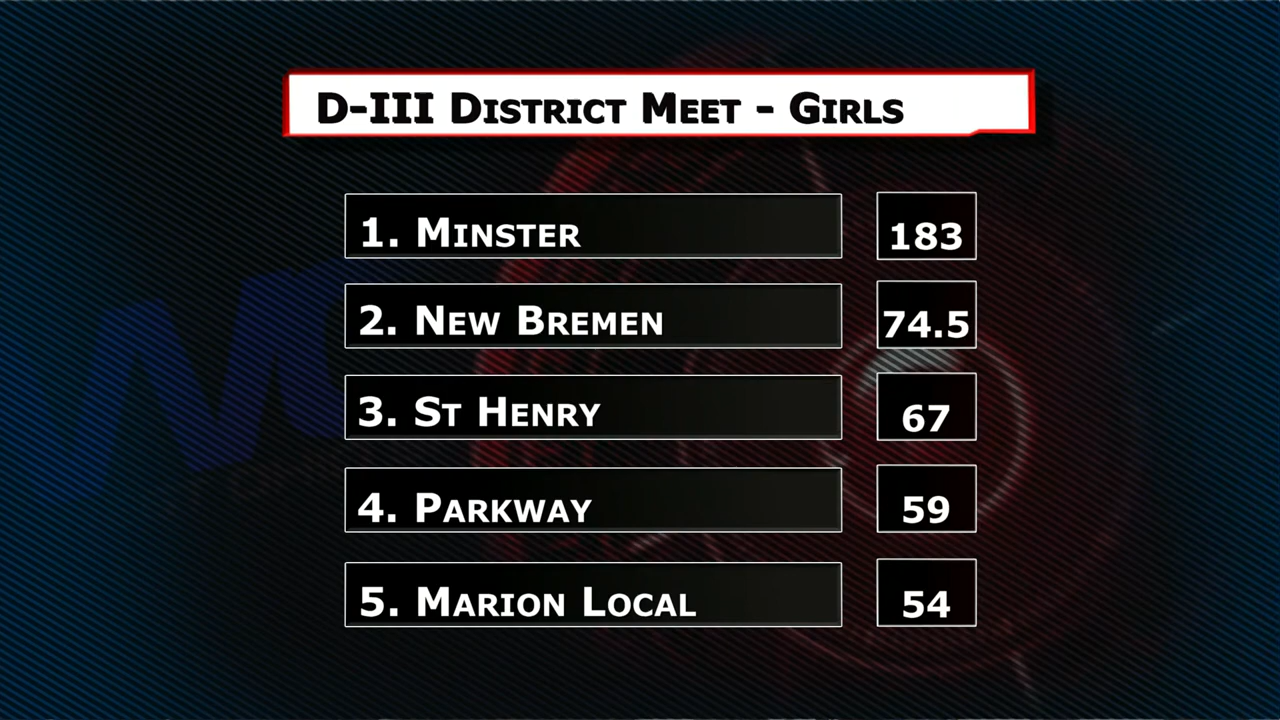 D-III District Meet - Girls
1. Minster 183
2. New Bremen 74.5
3. St Henry 67
4. Parkway 59
5. Marion Local 54